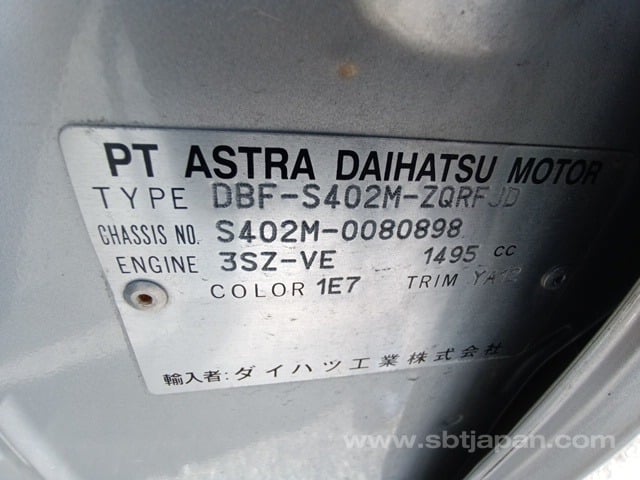 PT ASTRA DAIHATSU MOTOR
TYPE DBF-S402M-ZQRFJD
CHASSIS NO. S402M-0080898
ENGINE 3SZ-VE 1495 cc
COLOR 1E7 TRIM YA12
輸入者:ダイハツ工業株式会社
www.sbtjapan.com